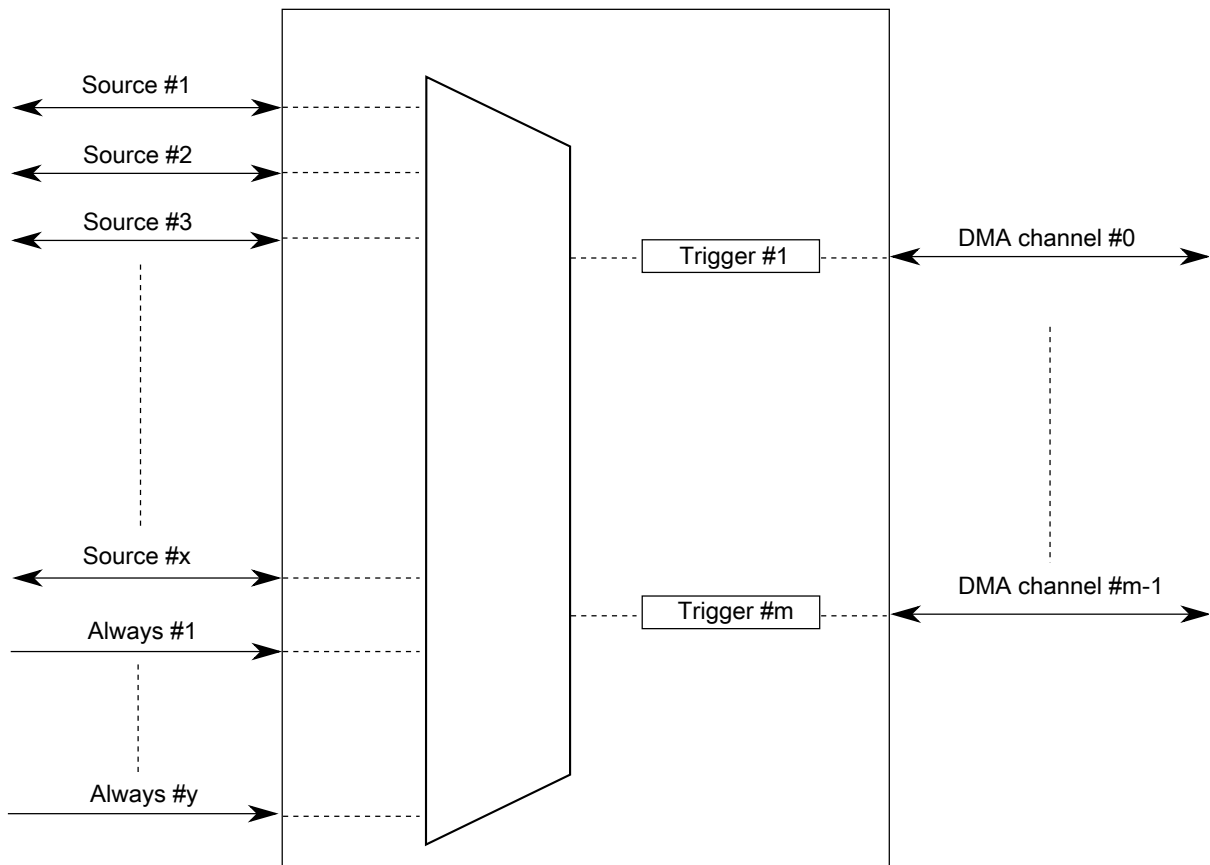 Source #1
Source #2
Source #3
Trigger #1
DMA channel #0
Source #x
Trigger #m
DMA channel #m-1
Always #1
Always #y